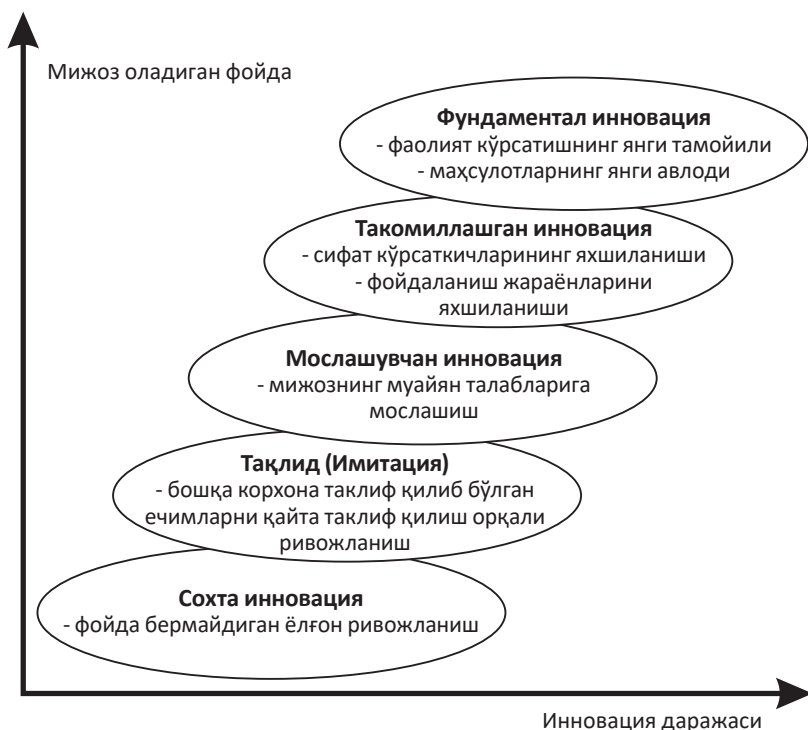 Мижоз оладиган фойда
Фундаментал инновация
- фаолият кўрсатишнинг янги тамойили
- маҳсулотларнинг янги авлоди
Такомиллашган инновация
- сифат кўрсаткичларининг яхшиланиши
- фойдаланиш жараёнларини
яхшиланиши
Мослашувчан инновация
- мижознинг муайян талабларига
мослашиш
Тақлид (Имитация)
- бошқа корхона таклиф қилиб бўлган
ечимларни қайта таклиф қилиш орқали
ривожланиш
Сохта инновация
- фойда бермайдиган ёлғон ривожланиш
Инновация даражаси